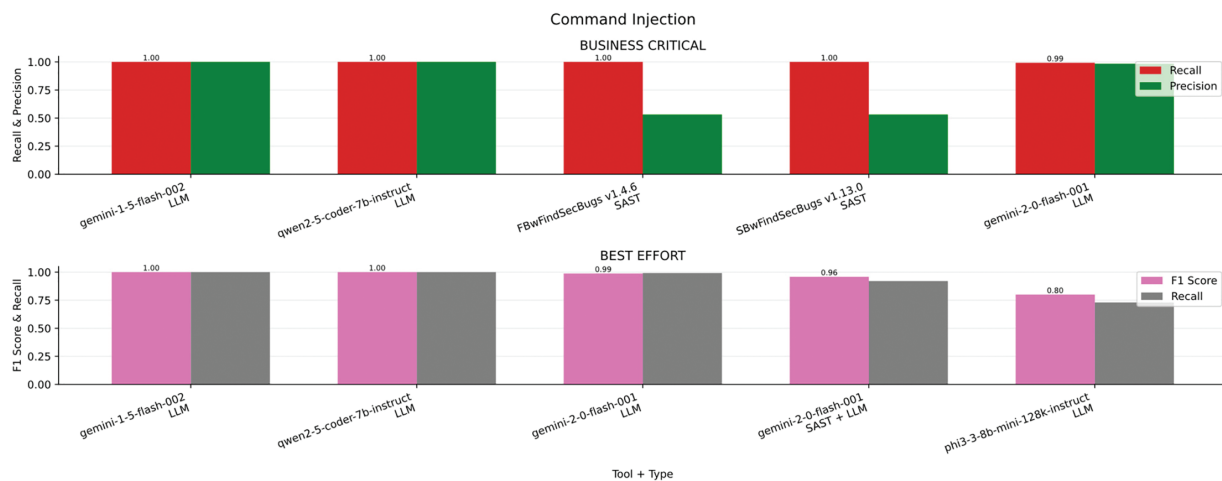 Command Injection
BUSINESS CRITICAL
Recall & Precision
1.00
0.75
0.50
0.25
0.00
1.00
1.00
1.00
1.00
0.99
Recall
Precision
gemini-1-5-flash-002
LLM
qwen2-5-coder-7b-instruct
LLM
FBwFindSecBugs v1.4.6
SAST
SBwFindSecBugs v1.13.0
SAST
gemini-2-0-flash-001
LLM
BEST EFFORT
F1 Score & Recall
1.00
0.75
0.50
0.25
0.00
1.00
1.00
0.99
0.96
0.80
F1 Score
Recall
gemini-1-5-flash-002
LLM
qwen2-5-coder-7b-instruct
LLM
gemini-2-0-flash-001
LLM
gemini-2-0-flash-001
SAST + LLM
phi3-3-8b-mini-128k-instruct
LLM
Tool + Type